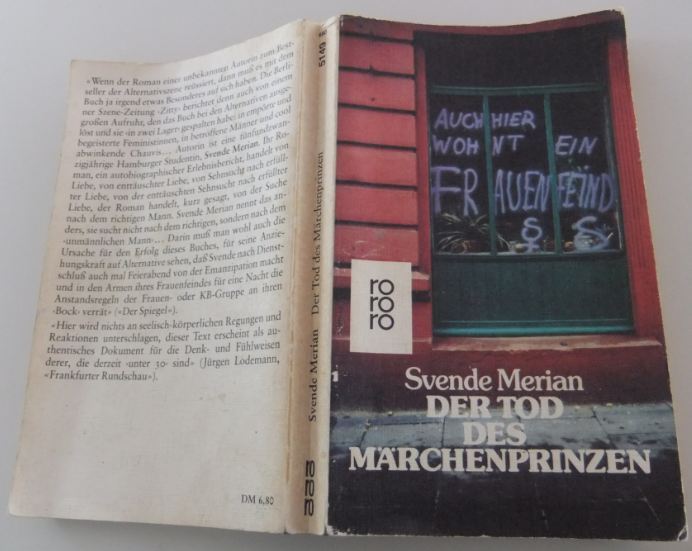 «Wenn der Roman einer unbekannten Autorin zum Best-
seller der Alternativszene reüssiert, dann muß es mit dem
Buch ja irgend etwas Besonderes auf sich haben. Die Berli-
ner Szene-Zeitung ‹Zitty› berichtet denn auch von einem
großen Aufruhr, den das Buch bei den Alternativen ausge-
löst und sie ‹in zwei Lager› gespalten habe: in empörte und
begeisterte Feministinnen, in betroffene Männer und cool
abwinkende Chauvis... Autorin ist eine fünfundzwan-
zigjährige Hamburger Studentin, Svende Merian. Ihr Ro-
man, ein autobiographischer Erlebnisbericht, handelt von
Liebe, von enttäuschter Liebe, von Sehnsucht nach erfüll-
ter Liebe, von der enttäuschten Sehnsucht nach erfüllter
Liebe, der Roman handelt, kurz gesagt, von der Suche
nach dem richtigen Mann. Svende Merian nennt das an-
ders, sie sucht nicht nach dem richtigen, sondern nach dem
‹unmännlichen Mann›... Darin muß man wohl auch die
Ursache für den Erfolg dieses Buches, für seine Anzie-
hungskraft auf Alternative sehen, daß Svende nach Dienst-
schluß auch mal Feierabend von der Emanzipation macht
und in den Armen ihres Frauenfeindes für eine Nacht die
Anstandsregeln der Frauen- oder KB-Gruppe an ihren
‹Bock› verrät» («Der Spiegel»).
«Hier wird nichts an seelisch-körperlichen Regungen und
Reaktionen unterschlagen, dieser Text erscheint als au-
thentisches Dokument für die Denk- und Fühlweisen
derer, die derzeit ‹unter 30› sind» (Jürgen Lodemann,
«Frankfurter Rundschau»).
DM 6,80
680
5149
Svende Merian Der Tod des Märchenprinzen
AUCH HIER
WOHNT EIN
FRAUENFEIND!
ro
ro
ro
Svende Merian
DER TOD
DES
MÄRCHENPRINZEN